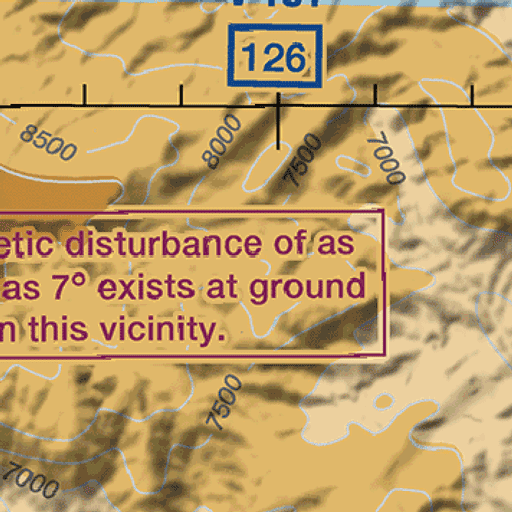 126
8500
8000
7500
7000
etic disturbance of as
as 7° exists at ground
n this vicinity.
7500
7000